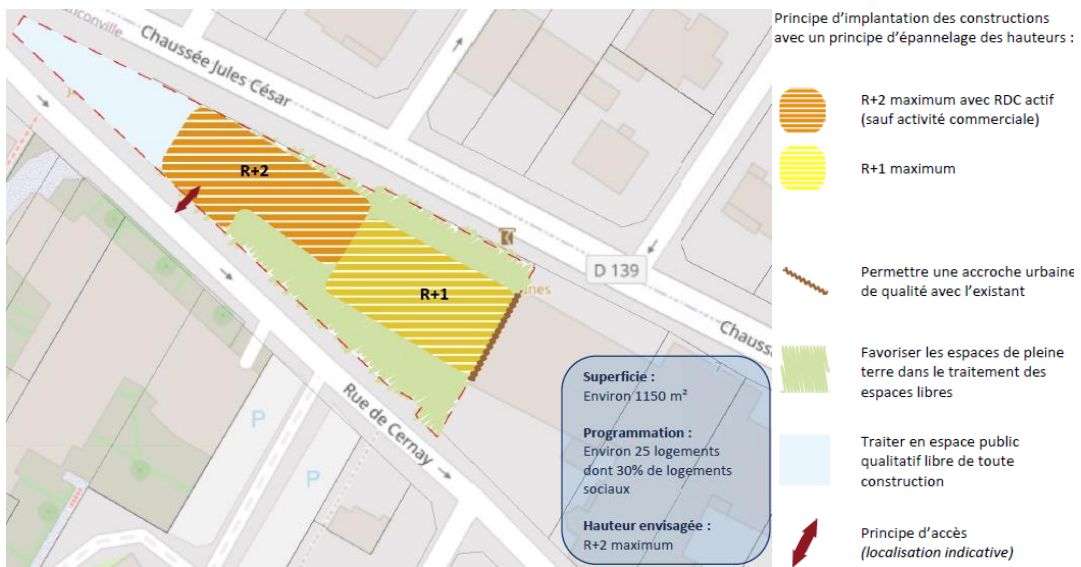 Principe d'implantation des constructions
avec un principe d'épannelage des hauteurs :
R+2 maximum avec RDC actif
(sauf activité commerciale)
R+1 maximum
Permettre une accroche urbaine
de qualité avec l'existant
Favoriser les espaces de pleine
terre dans le traitement des
espaces libres
Traiter en espace public
qualitatif libre de toute
construction
Principe d'accès
(localisation indicative)
Chaussée Jules César
R+2
R+1
D 139
Chaus
Rue de Cernay
P
P
Superficie :
Environ 1150 m²
Programmation :
Environ 25 logements
dont 30% de logements
sociaux
Hauteur envisagée :
R+2 maximum